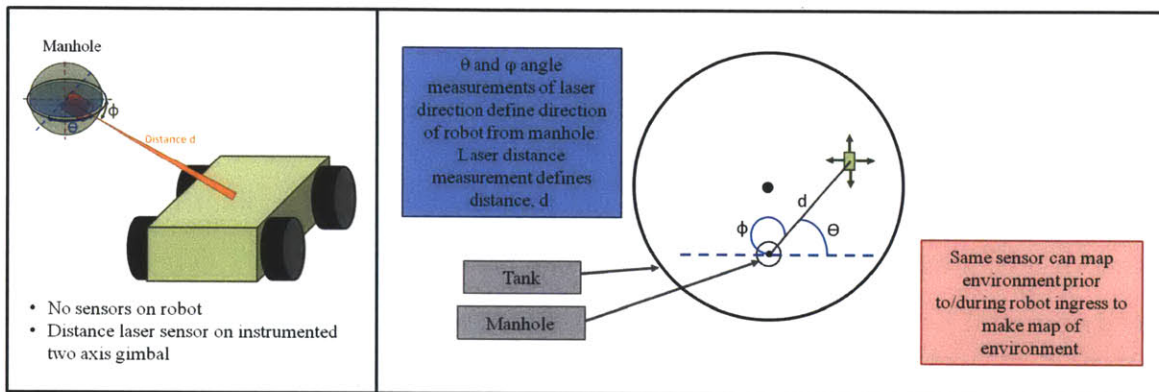 Manhole
ϕ
θ
Distance d
• No sensors on robot
• Distance laser sensor on instrumented
two axis gimbal
θ and φ angle
measurements of laser
direction define direction
of robot from manhole.
Laser distance
measurement defines
distance, d.
d
ϕ
Θ
Tank
Manhole
Same sensor can map
environment prior
to/during robot ingress to
make map of
environment.